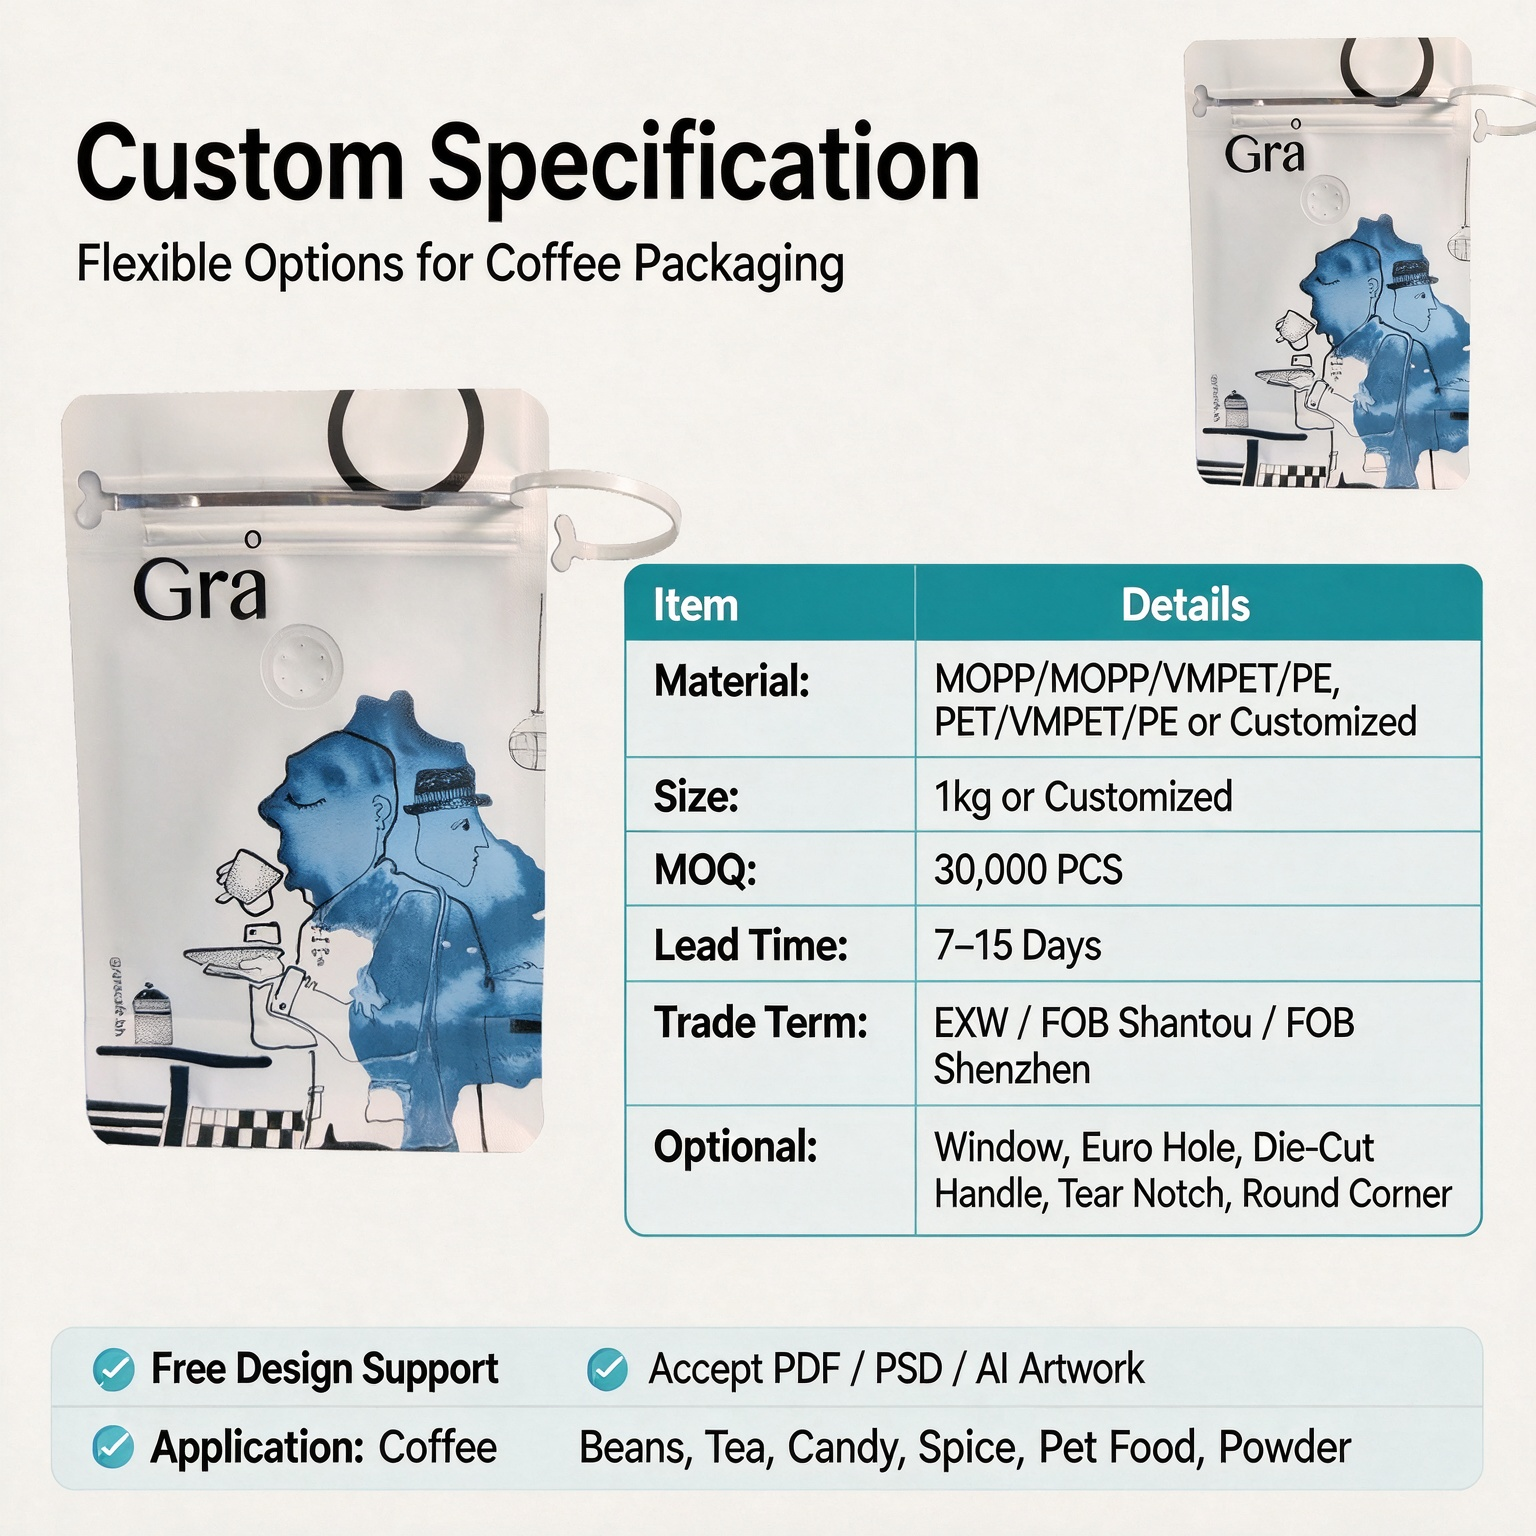 Custom Specification
Flexible Options for Coffee Packaging
Grå
Grå
Item Details
Material: MOPP/MOPP/VMPET/PE,
PET/VMPET/PE or Customized
Size: 1kg or Customized
MOQ: 30,000 PCS
Lead Time: 7–15 Days
Trade Term: EXW / FOB Shantou / FOB
Shenzhen
Optional: Window, Euro Hole, Die-Cut
Handle, Tear Notch, Round Corner
Free Design Support Accept PDF / PSD / AI Artwork
Application: Coffee Beans, Tea, Candy, Spice, Pet Food, Powder